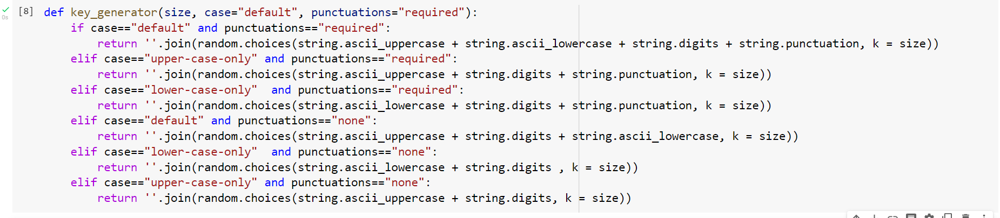 [8] def key_generator(size, case="default", punctuations="required"):
    if case=="default" and punctuations=="required":
        return ''.join(random.choices(string.ascii_uppercase + string.ascii_lowercase + string.digits + string.punctuation, k = size))
    elif case=="upper-case-only" and punctuations=="required":
        return ''.join(random.choices(string.ascii_uppercase + string.digits + string.punctuation, k = size))
    elif case=="lower-case-only"  and punctuations=="required":
        return ''.join(random.choices(string.ascii_lowercase + string.digits + string.punctuation, k = size))
    elif case=="default" and punctuations=="none":
        return ''.join(random.choices(string.ascii_uppercase + string.digits + string.ascii_lowercase, k = size))
    elif case=="lower-case-only"  and punctuations=="none":
        return ''.join(random.choices(string.ascii_lowercase + string.digits , k = size))
    elif case=="upper-case-only" and punctuations=="none":
        return ''.join(random.choices(string.ascii_uppercase + string.digits, k = size))
0s